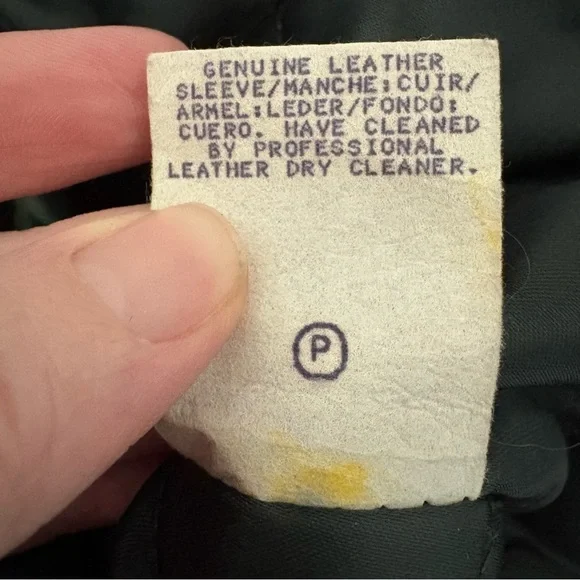 GENUINE LEATHER
SLEEVE/MANCHE:CUIR/
ARMEL:LEDER/FONDO:
CUERO. HAVE CLEANED
BY PROFESSIONAL
LEATHER DRY CLEANER.
P